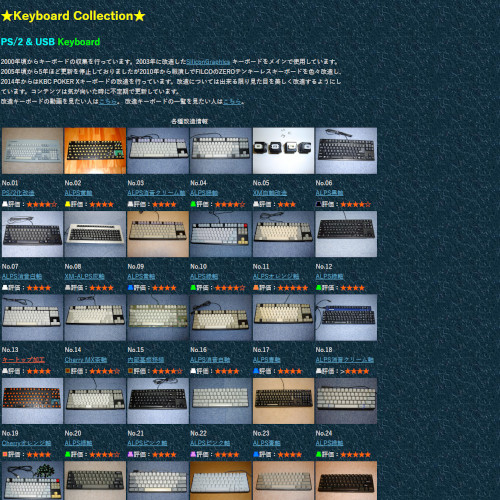 ★Keyboard Collection★
PS/2 & USB Keyboard
2000年頃からキーボードの収集を行っています。2003年に改造したSiliconGraphics キーボードをメインで使用しています。
2005年頃から5年ほど更新を停止しておりましたが2010年から緩演してFILCOのZEROテンキーレスキーボードを色々改造し、
2014年からはKBC POKER Xキーボードの改造を行っています。改造については出来る限り見た目を美しく改造するようにし
ています。コンテンツは気が向いた時に不定期で更新しています。
改造キーボードの動画を見たい人はこちら。 改造キーボードの一覧を見たい人はこちら。
各種改造情報
No.01 No.02 No.03 No.04 No.05 No.06
PS/2化改造 ALPS黄軸 ALPS消音クリーム軸 ALPS緑軸 XM自軸改造 ALPS黒軸
評価：★★★★☆ 評価：★★★★ 評価：★★★★ 評価：★★★★☆ 評価：★★★ 評価：★★★★☆
No.07 No.08 No.09 No.10 No.11 No.12
ALPS消音白軸 XM-ALPS灰軸 ALPS青軸 ALPS緑軸 ALPSオレンジ軸 ALPS緑軸
評価：★★★★ 評価：★★★★ 評価：★★★★ 評価：★★★★☆ 評価：★★★★★ 評価：★★★★
No.13 No.14 No.15 No.16 No.17 No.18
キートップ加工 Cherry MX茶軸 内部基板換装 ALPS消音白軸 ALPS青軸 ALPS消音クリーム軸
評価：★★★★☆ 評価：★★★★☆ 評価：★★★★☆ 評価：★★★★ 評価：★★★★ 評価：>★★★★
No.19 No.20 No.21 No.22 No.23 No.24
Cherryオレンジ軸 ALPS緑軸 ALPSピンク軸 ALPSピンク軸 ALPS青軸 ALPS緑軸
評価：★★★★ 評価：★★★★☆ 評価：★★★★ 評価：★★★★ 評価：★★★★ 評価：★★★★